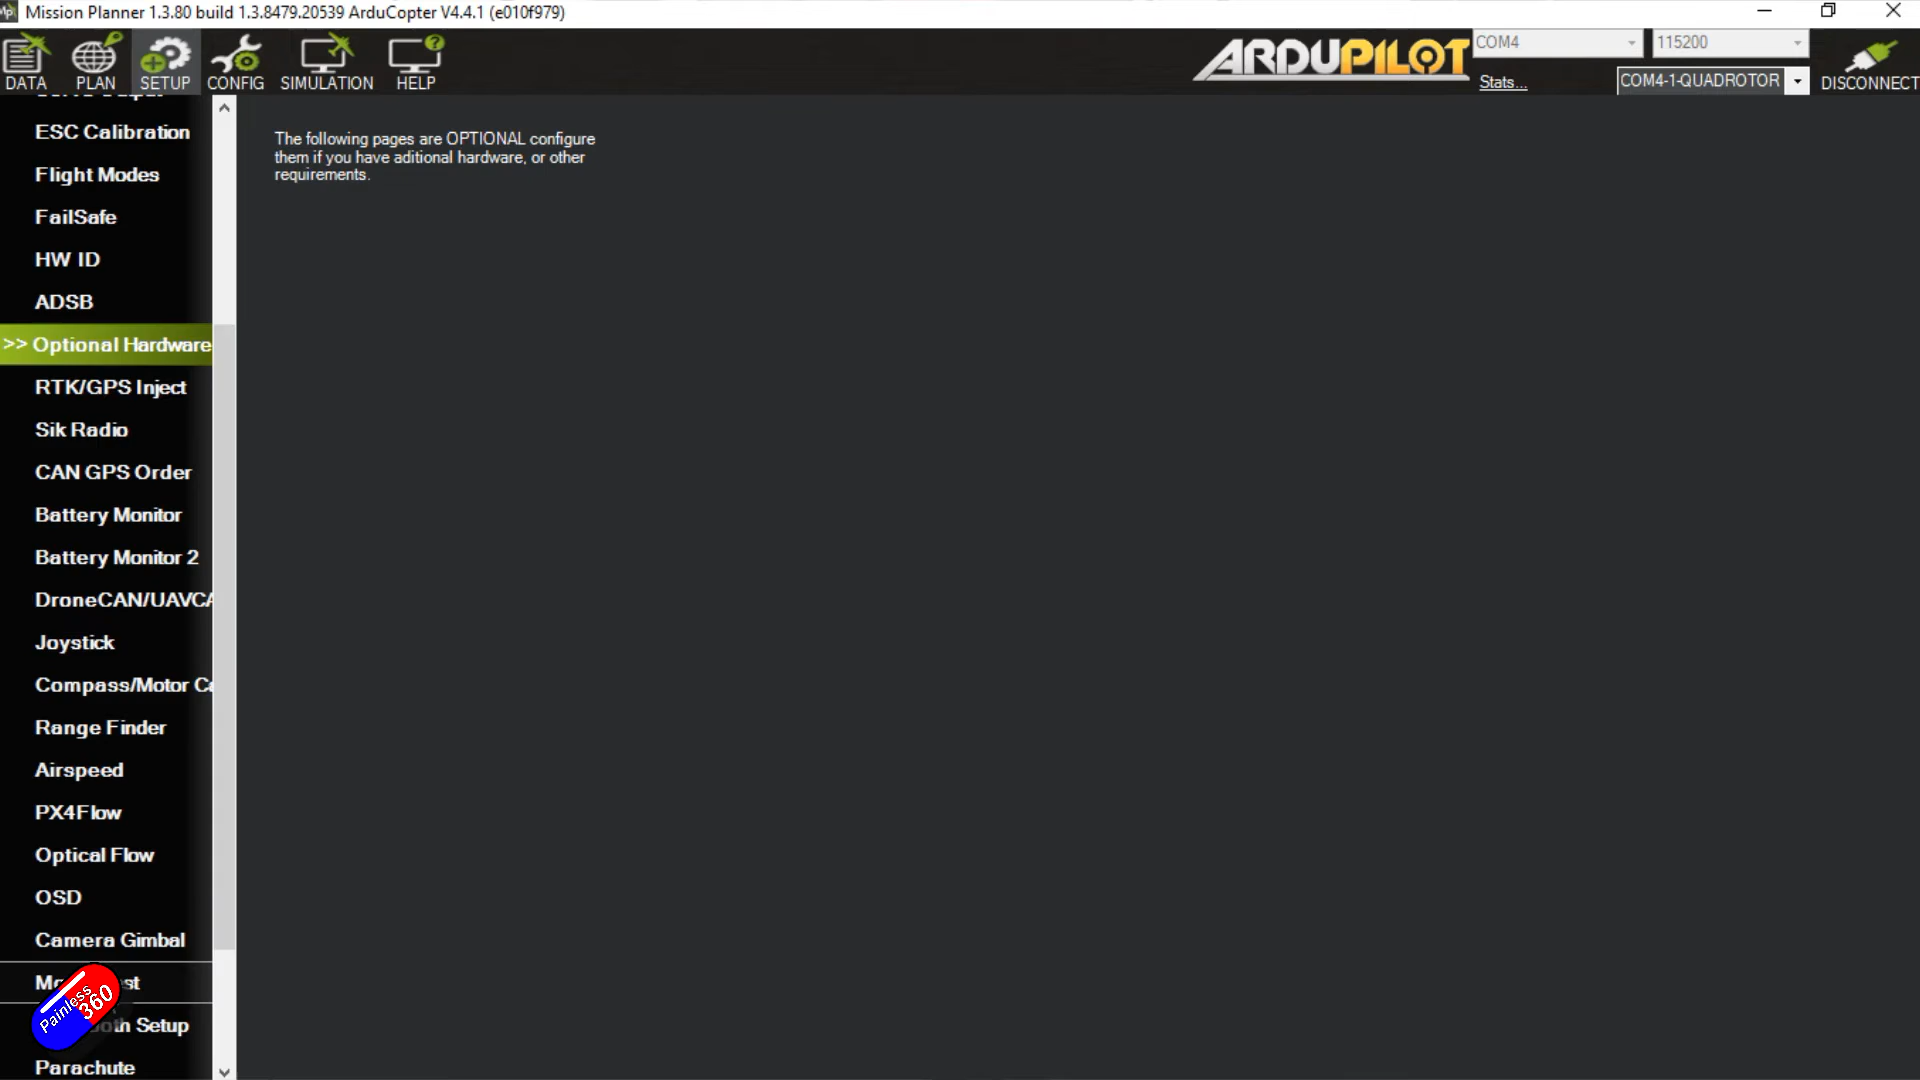 Mission Planner 1.3.80 build 1.3.8479.20539 ArduCopter V4.4.1 (e010f979)
DATA
PLAN
SETUP
CONFIG
SIMULATION
HELP
ARDUPILOT
COM4
115200
Stats...
COM4-1-QUADROTOR
DISCONNECT
ESC Calibration
Flight Modes
FailSafe
HW ID
ADSB
>> Optional Hardware
RTK/GPS Inject
Sik Radio
CAN GPS Order
Battery Monitor
Battery Monitor 2
DroneCAN/UAVCA
Joystick
Compass/Motor Ca
Range Finder
Airspeed
PX4Flow
Optical Flow
OSD
Camera Gimbal
Setup
Parachute
The following pages are OPTIONAL configure
them if you have aditional hardware, or other
requirements.
Painless
360